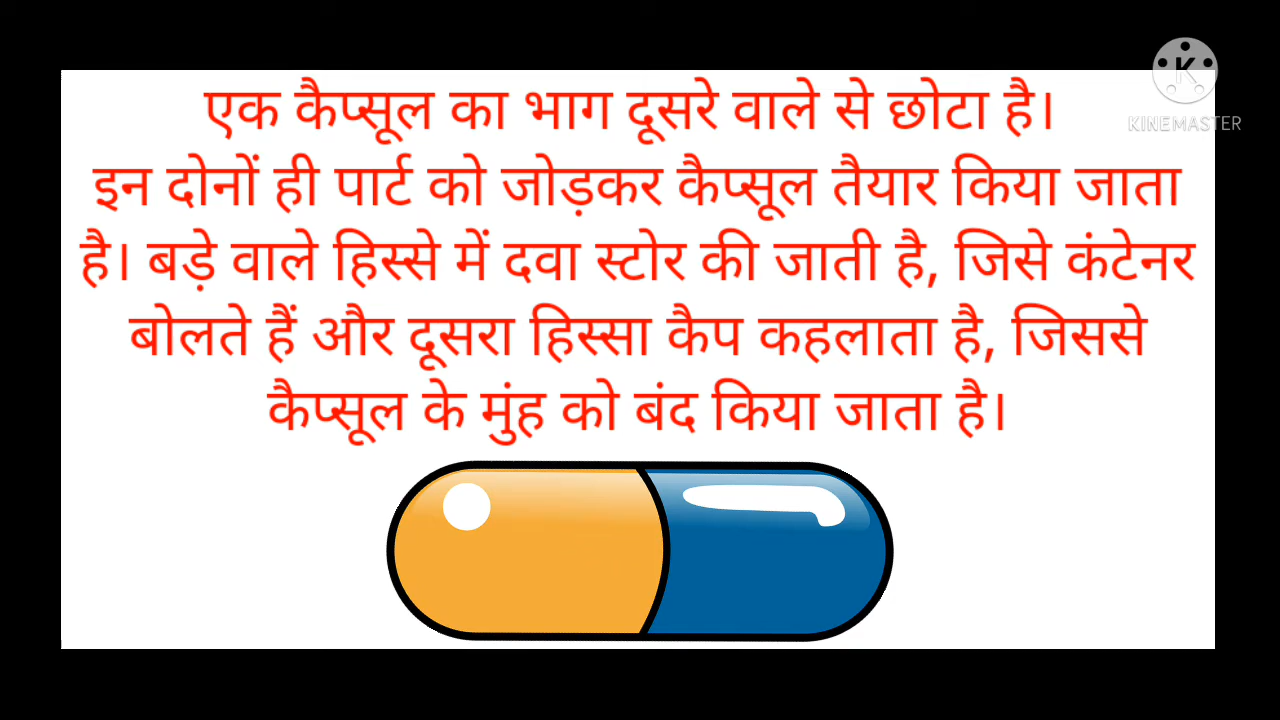 एक कैप्सूल का भाग दूसरे वाले से छोटा है।
इन दोनों ही पार्ट को जोड़कर कैप्सूल तैयार किया जाता
है। बड़े वाले हिस्से में दवा स्टोर की जाती है, जिसे कंटेनर
बोलते हैं और दूसरा हिस्सा कैप कहलाता है, जिससे
कैप्सूल के मुंह को बंद किया जाता है।
K
KINEMASTER